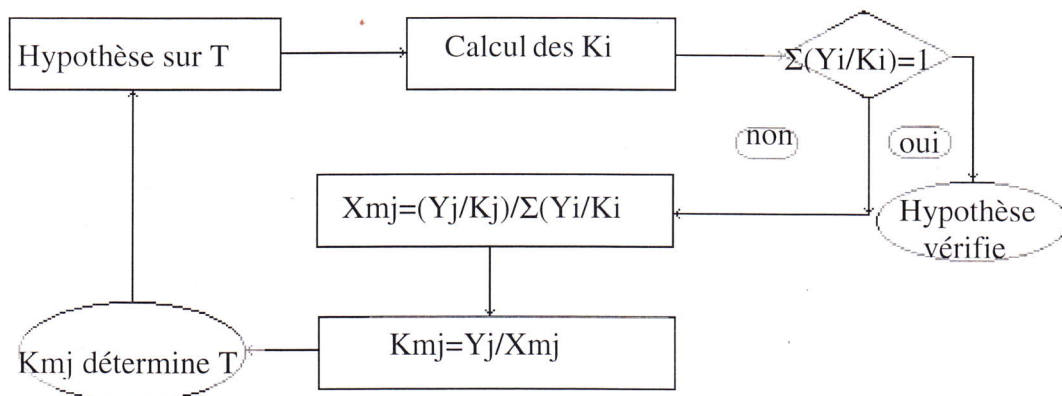 Hypothèse sur T
Calcul des Ki
Σ(Yi/Ki)=1
non
oui
Xmj=(Yj/Kj)/Σ(Yi/Ki
Hypothèse
vérifie
Kmj=Yj/Xmj
Kmj détermine T